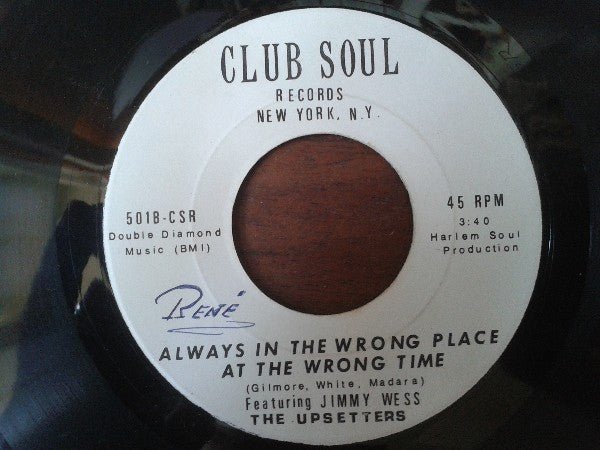 CLUB SOUL
RECORDS
NEW YORK, N.Y.
501B-CSR
Double Diamond
Music (BMI)
45 RPM
3:40
Harlem Soul
Production
René
ALWAYS IN THE WRONG PLACE
AT THE WRONG TIME
(Gilmore, White, Madara)
Featuring JIMMY WESS
THE UPSETTERS